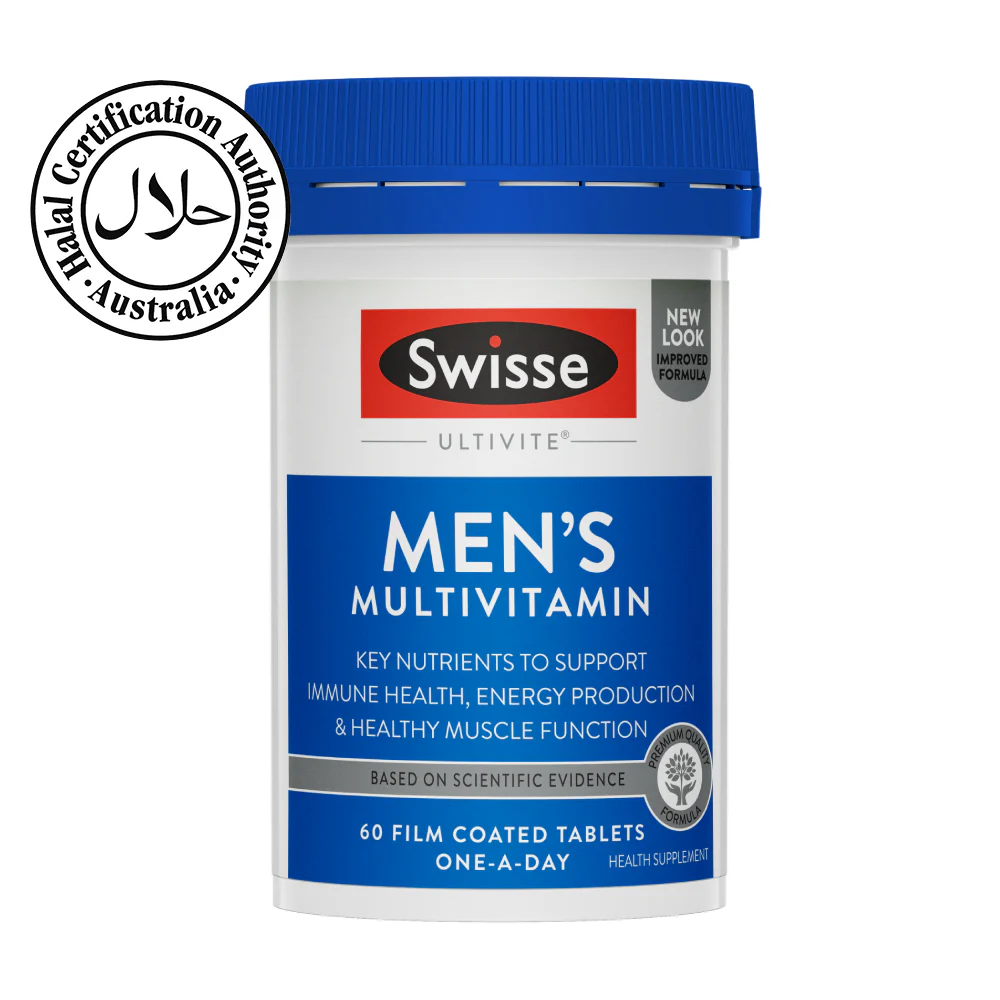 Halal Certification Authority
· Australia ·
حلال
Swisse
ULTIVITE®
NEW
LOOK
IMPROVED
FORMULA
MEN'S
MULTIVITAMIN
KEY NUTRIENTS TO SUPPORT
IMMUNE HEALTH, ENERGY PRODUCTION
& HEALTHY MUSCLE FUNCTION
BASED ON SCIENTIFIC EVIDENCE
PREMIUM QUALITY
FORMULA
60 FILM COATED TABLETS
ONE-A-DAY
HEALTH SUPPLEMENT